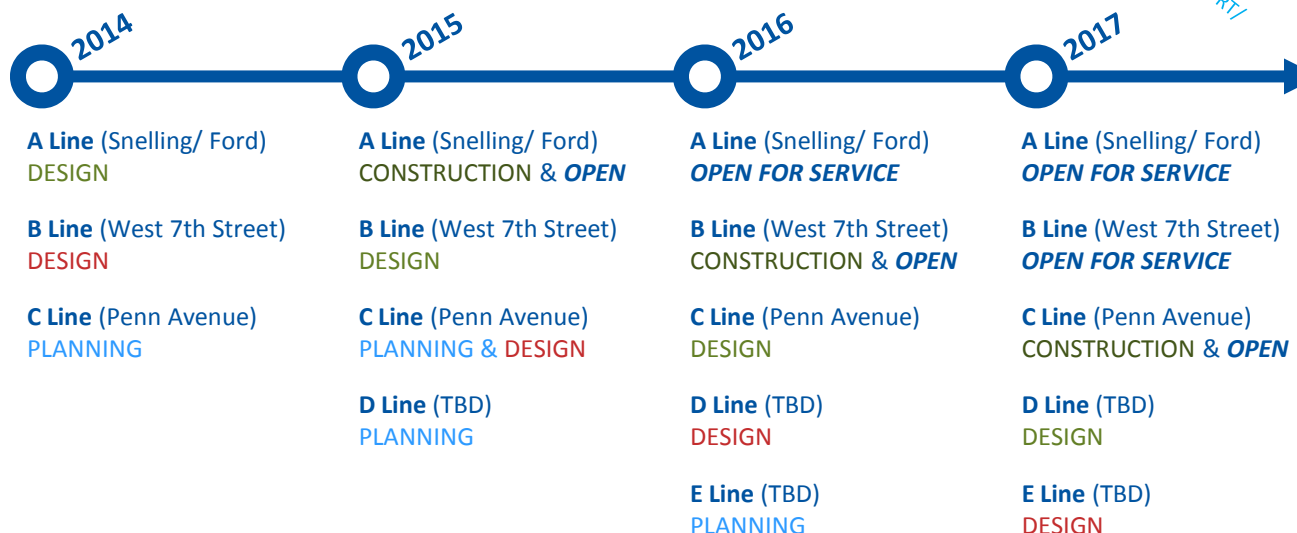 2014
2015
2016
2017
A Line (Snelling/ Ford)
DESIGN
B Line (West 7th Street)
DESIGN
C Line (Penn Avenue)
PLANNING
A Line (Snelling/ Ford)
CONSTRUCTION & OPEN
B Line (West 7th Street)
DESIGN
C Line (Penn Avenue)
PLANNING & DESIGN
D Line (TBD)
PLANNING
A Line (Snelling/ Ford)
OPEN FOR SERVICE
B Line (West 7th Street)
CONSTRUCTION & OPEN
C Line (Penn Avenue)
DESIGN
D Line (TBD)
DESIGN
E Line (TBD)
PLANNING
A Line (Snelling/ Ford)
OPEN FOR SERVICE
B Line (West 7th Street)
OPEN FOR SERVICE
C Line (Penn Avenue)
CONSTRUCTION & OPEN
D Line (TBD)
DESIGN
E Line (TBD)
DESIGN